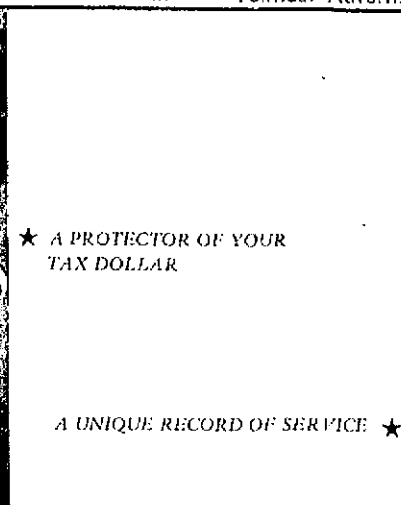 ★ A PROTECTOR OF YOUR
TAX DOLLAR
A UNIQUE RECORD OF SERVICE ★